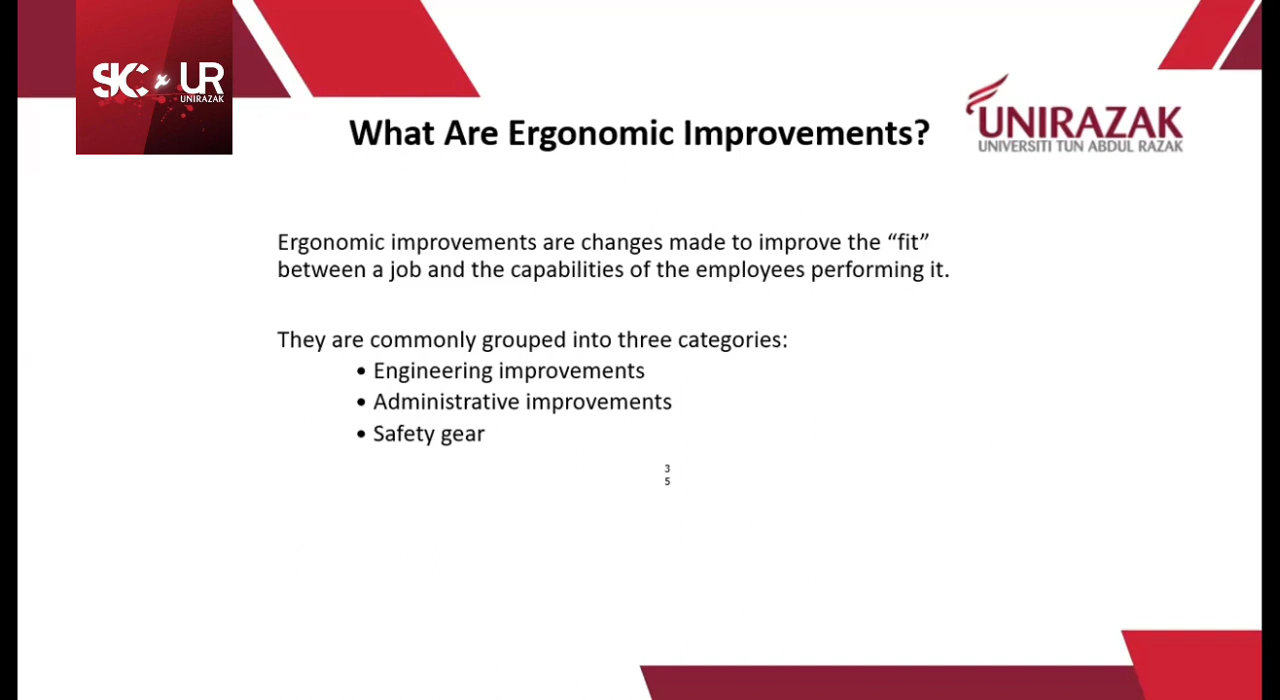 SIC x UR
UNIRAZAK
What Are Ergonomic Improvements?
UNIRAZAK
UNIVERSITI TUN ABDUL RAZAK
Ergonomic improvements are changes made to improve the “fit”
between a job and the capabilities of the employees performing it.
They are commonly grouped into three categories:
• Engineering improvements
• Administrative improvements
• Safety gear
3
5